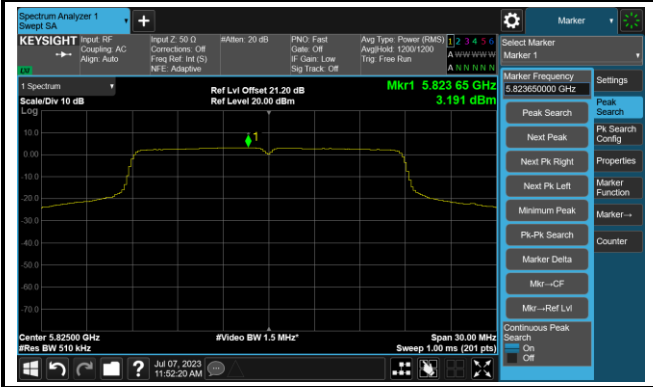 Spectrum Analyzer 1
Swept SA
+
Marker
KEYSIGHT
Input: RF
Coupling: AC
Align: Auto
Input Z: 50 Ω
Corrections: Off
Freq Ref: Int (S)
NFE: Adaptive
#Atten: 20 dB
PNO: Fast
Gate: Off
IF Gain: Low
Sig Track: Off
Avg Type: Power (RMS)
Avg|Hold: 1200/1200
Trig: Free Run
1 2 3 4 5 6
A W W W W W
A N N N N N
Select Marker
Marker 1
1 Spectrum
Scale/Div 10 dB
Log
Ref Lvl Offset 21.20 dB
Ref Level 20.00 dBm
Mkr1 5.823 65 GHz
3.191 dBm
10.0
0.00
-10.0
-20.0
-30.0
-40.0
-50.0
-60.0
-70.0
1
Center 5.82500 GHz
#Res BW 510 kHz
#Video BW 1.5 MHz*
Span 30.00 MHz
Sweep 1.00 ms (201 pts)
Marker Frequency
5.823650000 GHz
Peak Search
Next Peak
Next Pk Right
Next Pk Left
Minimum Peak
Pk-Pk Search
Marker Delta
Mkr→CF
Mkr→Ref Lvl
Continuous Peak
Search
On
Off
Settings
Peak
Search
Pk Search
Config
Properties
Marker
Function
Marker→
Counter
?
Jul 07, 2023
11:52:20 AM